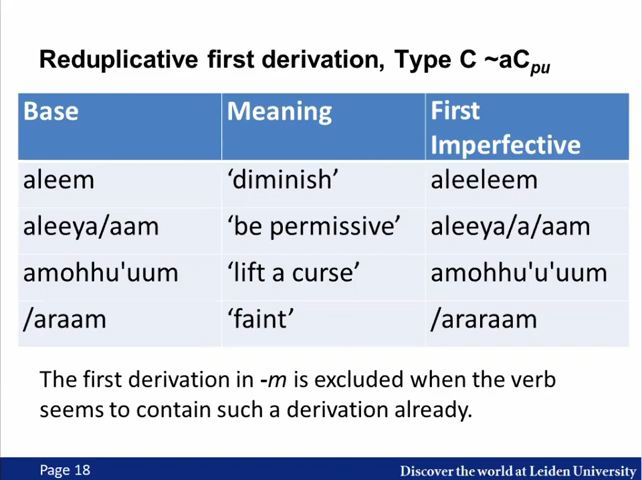 Reduplicative first derivation, Type C ~aCpu
Base Meaning First
Imperfective
aleem ‘diminish’ aleeleem
aleeya/aam ‘be permissive’ aleeya/a/aam
amohhu'uum ‘lift a curse’ amohhu'u'uum
/araam ‘faint’ /araraam
The first derivation in -m is excluded when the verb
seems to contain such a derivation already.
Page 18 Discover the world at Leiden University